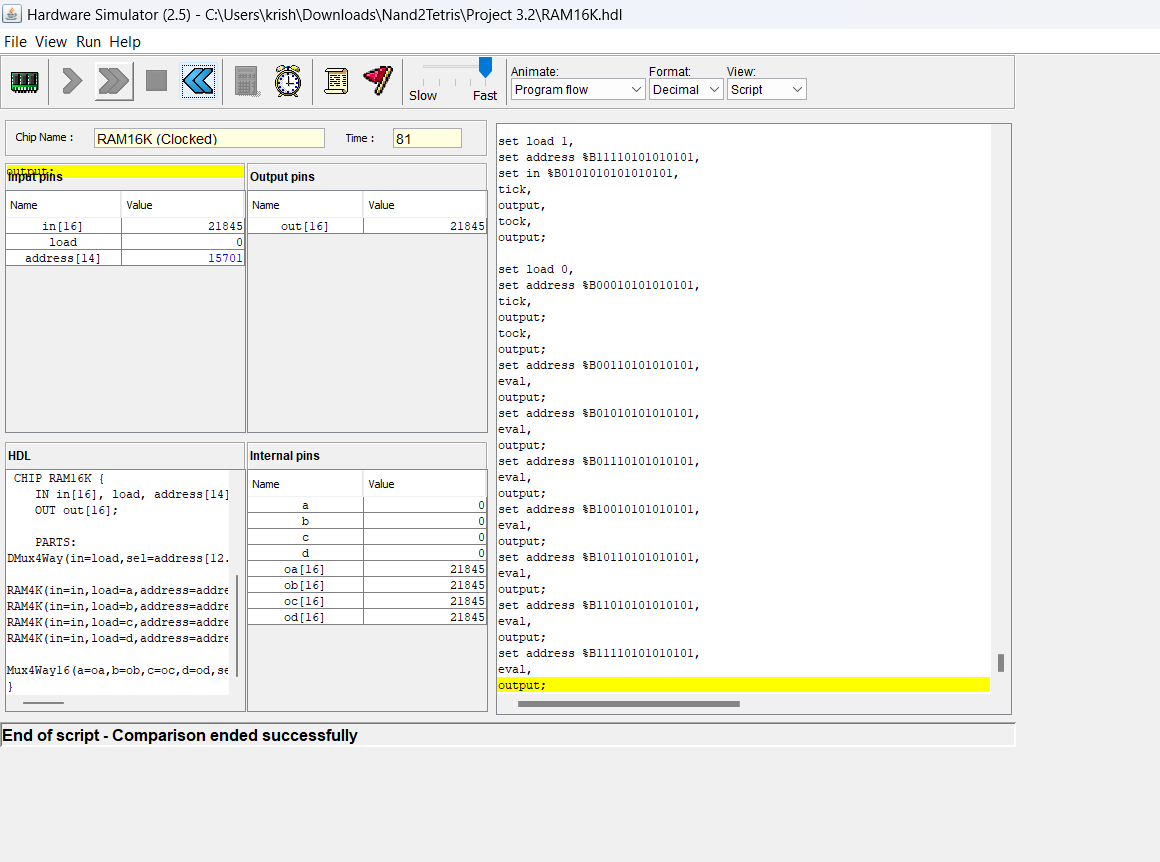 Hardware Simulator (2.5) - C:\Users\krish\Downloads\Nand2Tetris\Project 3.2\RAM16K.hdl
File View Run Help
Slow Fast
Animate: Format: View:
Program flow Decimal Script
Chip Name : RAM16K (Clocked) Time : 81
output;
Input pins
Name Value
in[16] 21845
load 0
address[14] 15701
Output pins
Name Value
out[16] 21845
HDL
CHIP RAM16K {
IN in[16], load, address[14]
OUT out[16];
PARTS:
DMux4Way(in=load,sel=address[12.
RAM4K(in=in,load=a,address=addre
RAM4K(in=in,load=b,address=addre
RAM4K(in=in,load=c,address=addre
RAM4K(in=in,load=d,address=addre
Mux4Way16(a=oa,b=ob,c=oc,d=od,se
}
Internal pins
Name Value
a 0
b 0
c 0
d 0
oa[16] 21845
ob[16] 21845
oc[16] 21845
od[16] 21845
set load 1,
set address %B11110101010101,
set in %B0101010101010101,
tick,
output,
tock,
output;
set load 0,
set address %B00010101010101,
tick,
output;
tock,
output;
set address %B00110101010101,
eval,
output;
set address %B01010101010101,
eval,
output;
set address %B01110101010101,
eval,
output;
set address %B10010101010101,
eval,
output;
set address %B10110101010101,
eval,
output;
set address %B11010101010101,
eval,
output;
set address %B11110101010101,
eval,
output;
End of script - Comparison ended successfully